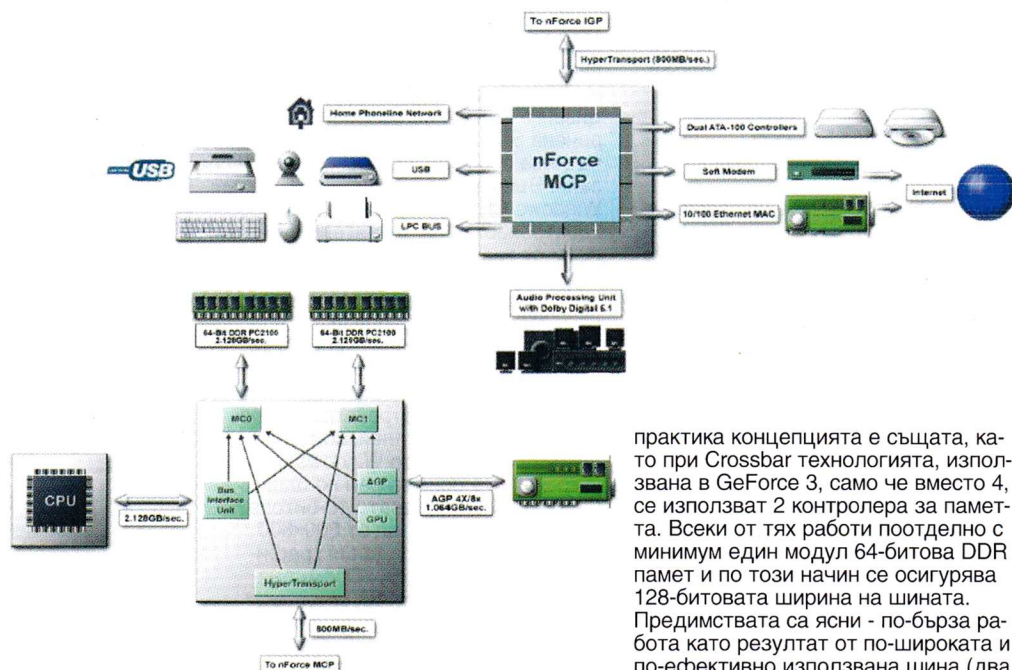 To nForce IGP
HyperTransport (800MB/sec.)
Home Phoneline Network
USB
USB
LPC BUS
nForce
MCP
Dual ATA-100 Controllers
Soft Modem
10/100 Ethernet MAC
Internet
Audio Processing Unit
with Dolby Digital 5.1
64-Bit DDR PC2100
2.128GB/sec.
64-Bit DDR PC2100
2.128GB/sec.
MC0
MC1
CPU
2.128GB/sec.
Bus
Interface
Unit
AGP
GPU
AGP 4X/8x
1.064GB/sec.
HyperTransport
800MB/sec.
To nForce MCP
практика концепцията е същата, ка-
то при Crossbar технологията, измпол-
звана в GeForce 3, само че вместо 4,
се използват 2 контролера за памет-
та. Всеки от тях работи поотделно с
минимум един модул 64-битова DDR
памет и по този начин се осигурява
128-битовата ширина на шината.
Предимствата са ясни - по-бърза ра-
бота като резултат от по-широката и
по-ефективно използвана шина (два